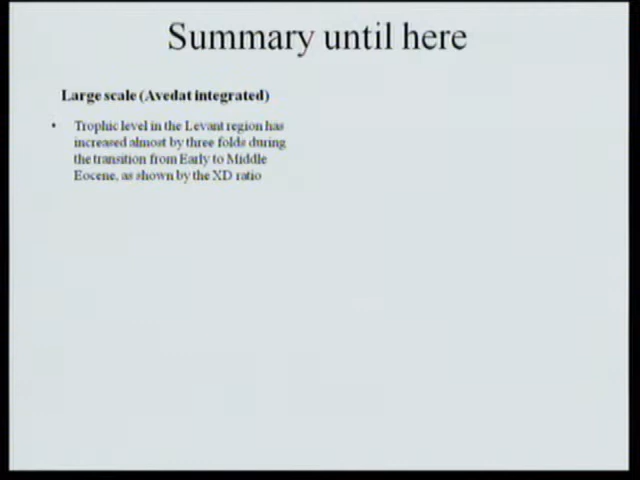 Summary until here
Large scale (Avedat integrated)
• Trophic level in the Levant region has
increased almost by three folds during
the transition from Early to Middle
Eocene, as shown by the XD ratio